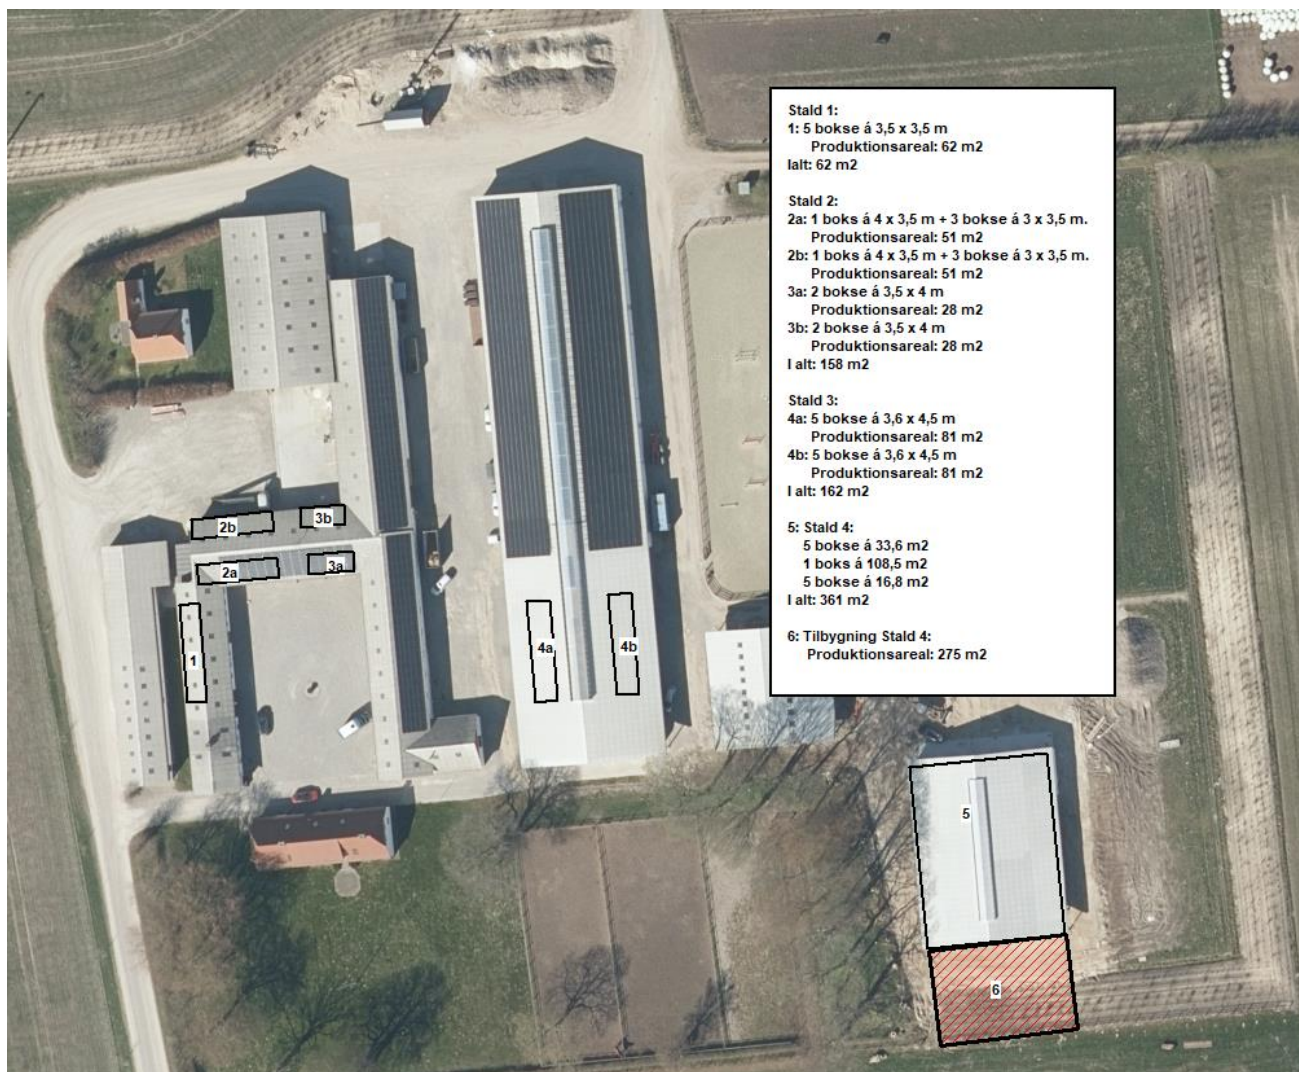 Stald 1:
1: 5 bokse á 3,5 x 3,5 m
Produktionsareal: 62 m2
Ialt: 62 m2
Stald 2:
2a: 1 boks á 4 x 3,5 m + 3 bokse á 3 x 3,5 m.
Produktionsareal: 51 m2
2b: 1 boks á 4 x 3,5 m + 3 bokse á 3 x 3,5 m.
Produktionsareal: 51 m2
3a: 2 bokse á 3,5 x 4 m
Produktionsareal: 28 m2
3b: 2 bokse á 3,5 x 4 m
Produktionsareal: 28 m2
I alt: 158 m2
Stald 3:
4a: 5 bokse á 3,6 x 4,5 m
Produktionsareal: 81 m2
4b: 5 bokse á 3,6 x 4,5 m
Produktionsareal: 81 m2
I alt: 162 m2
5: Stald 4:
5 bokse á 33,6 m2
1 boks á 108,5 m2
5 bokse á 16,8 m2
I alt: 361 m2
6: Tilbygning Stald 4:
Produktionsareal: 275 m2
2b
3b
2a
3a
1
4a
4b
5
6